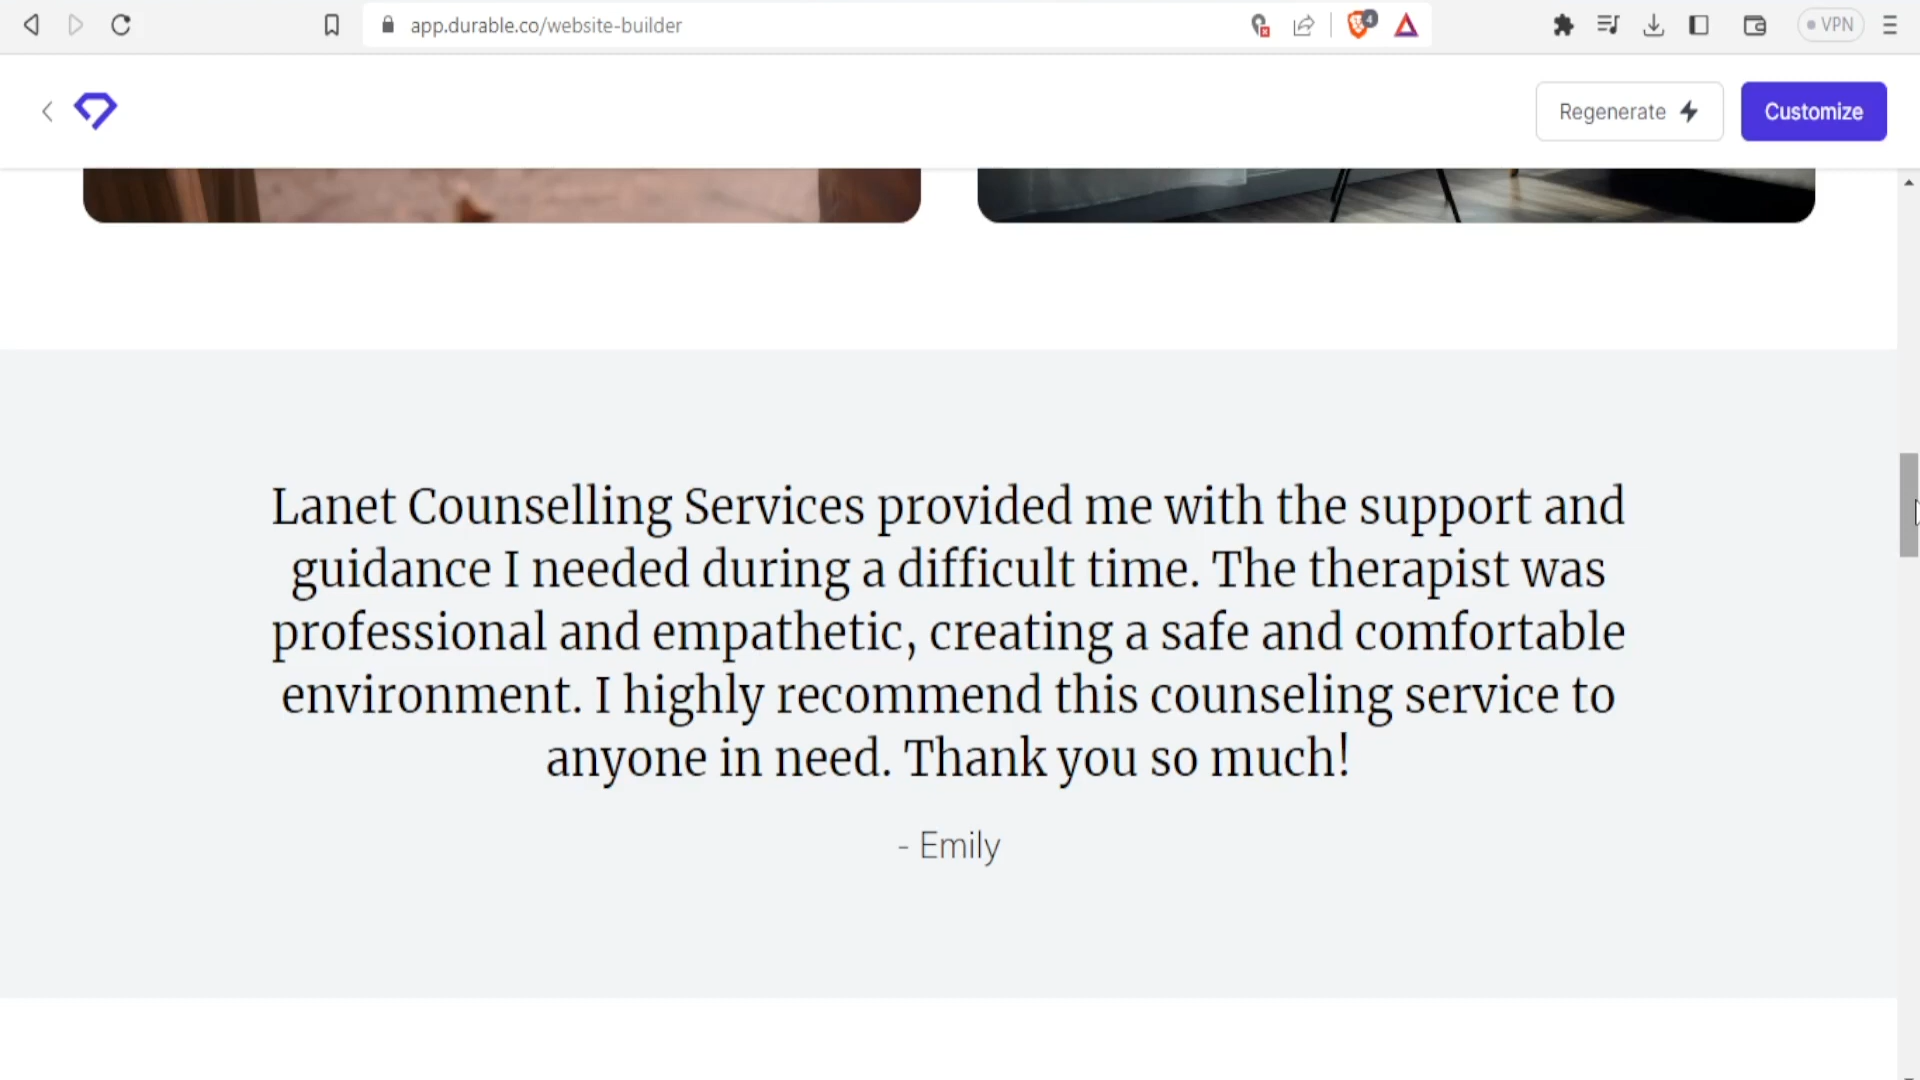 app.durable.co/website-builder
4
VPN
Regenerate
Customize
Lanet Counselling Services provided me with the support and
guidance I needed during a difficult time. The therapist was
professional and empathetic, creating a safe and comfortable
environment. I highly recommend this counseling service to
anyone in need. Thank you so much!
- Emily